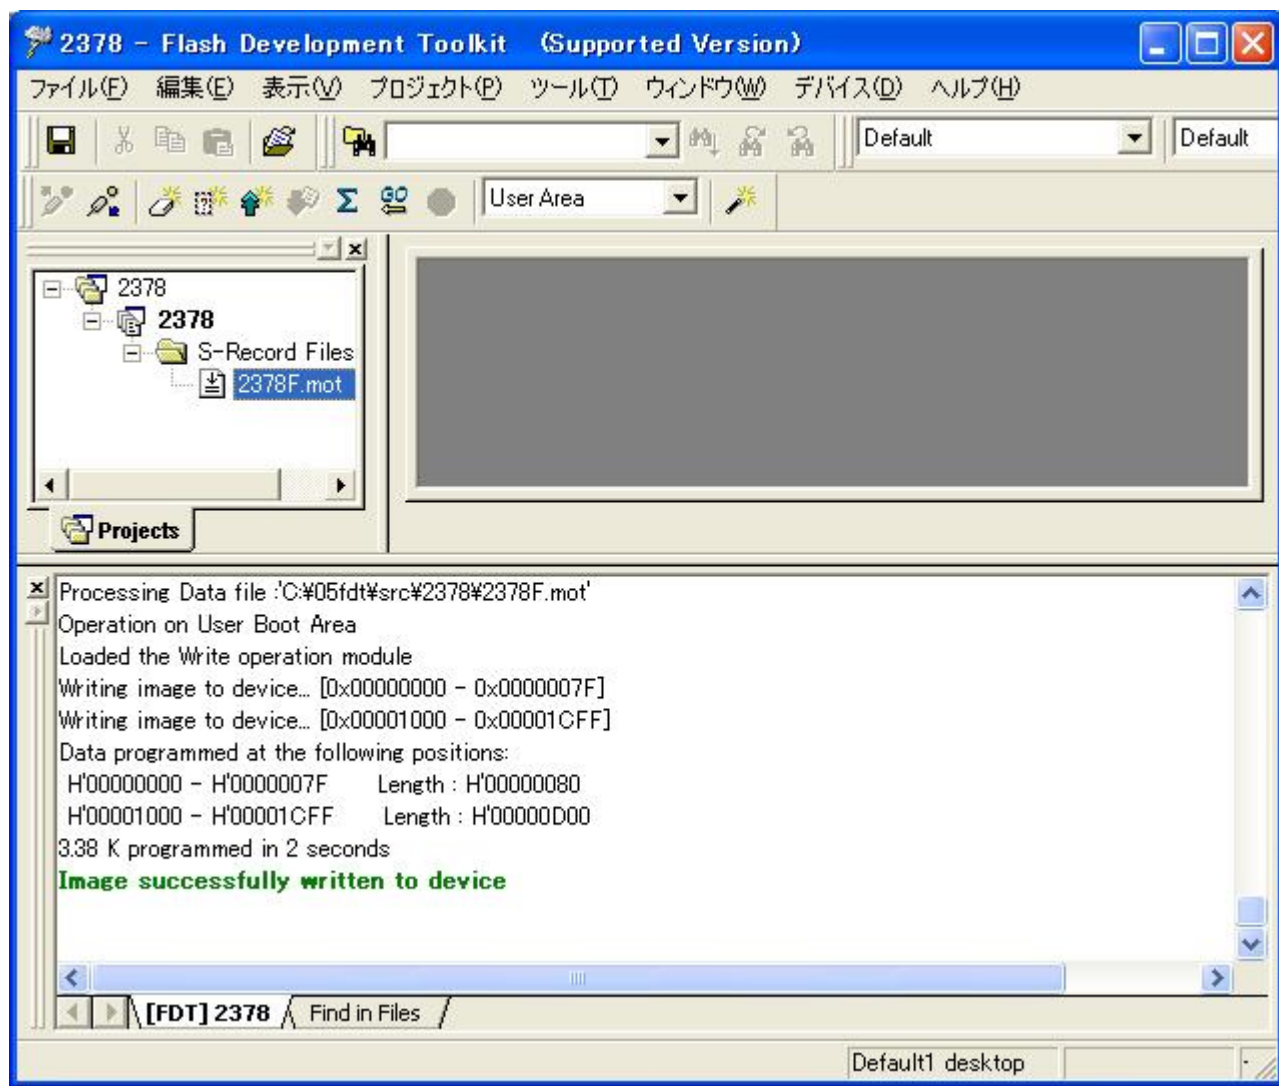 2378 - Flash Development Toolkit (Supported Version)
ファイル(F) 編集(E) 表示(V) プロジェクト(P) ツール(T) ウィンドウ(W) デバイス(D) ヘルプ(H)
Default Default
GO User Area
2378
2378
S-Record Files
2378F.mot
Projects
Processing Data file :'C:¥05fdt¥src¥2378¥2378F.mot'
Operation on User Boot Area
Loaded the Write operation module
Writing image to device... [0x00000000 - 0x0000007F]
Writing image to device... [0x00001000 - 0x00001CFF]
Data programmed at the following positions:
H'00000000 - H'0000007F Length : H'00000080
H'00001000 - H'00001CFF Length : H'00000D00
3.38 K programmed in 2 seconds
Image successfully written to device
[FDT] 2378 Find in Files
Default1 desktop